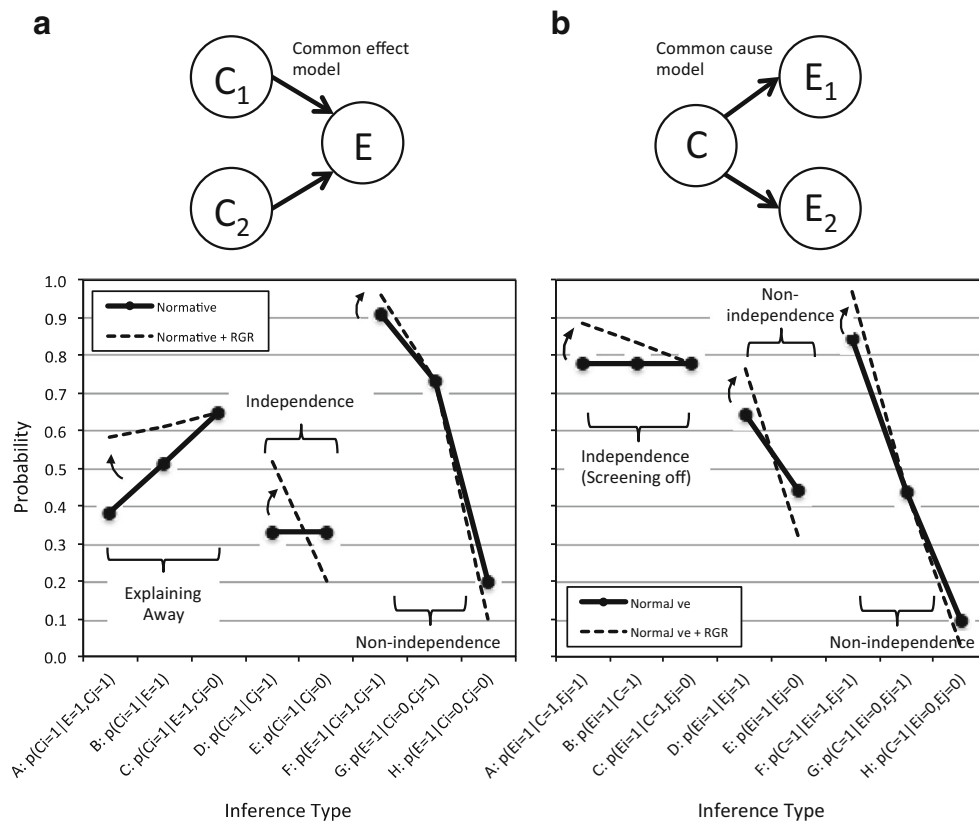 a
Common effect
model
C1
C2
E
1.0
0.9
0.8
0.7
0.6
0.5
0.4
0.3
0.2
0.1
0.0
Probability
Normative
Normative + RGR
Independence
Explaining
Away
Non-independence
A: p(Ci=1|E=1,Cj=1)
B: p(Ci=1|E=1)
C: p(Ci=1|E=1,Cj=0)
D: p(Ci=1|Cj=1)
E: p(Ci=1|Cj=0)
F: p(E=1|Ci=1,Cj=1)
G: p(E=1|Ci=0,Cj=1)
H: p(E=1|Ci=0,Cj=0)
Inference Type
b
Common cause
model
C
E1
E2
Non-
independence
Independence
(Screening off)
NormaJ ve
NormaJ ve + RGR
Non-independence
A: p(Ei=1|C=1,Ej=1)
B: p(Ei=1|C=1)
C: p(Ei=1|C=1,Ej=0)
D: p(Ei=1|Ej=1)
E: p(Ei=1|Ej=0)
F: p(C=1|Ei=1,Ej=1)
G: p(C=1|Ei=0,Ej=1)
H: p(C=1|Ei=0,Ej=0)
Inference Type